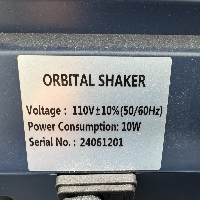 ORBITAL SHAKER
Voltage : 110V±10%(50/60Hz)
Power Consumption: 10W
Serial No. : 24061201